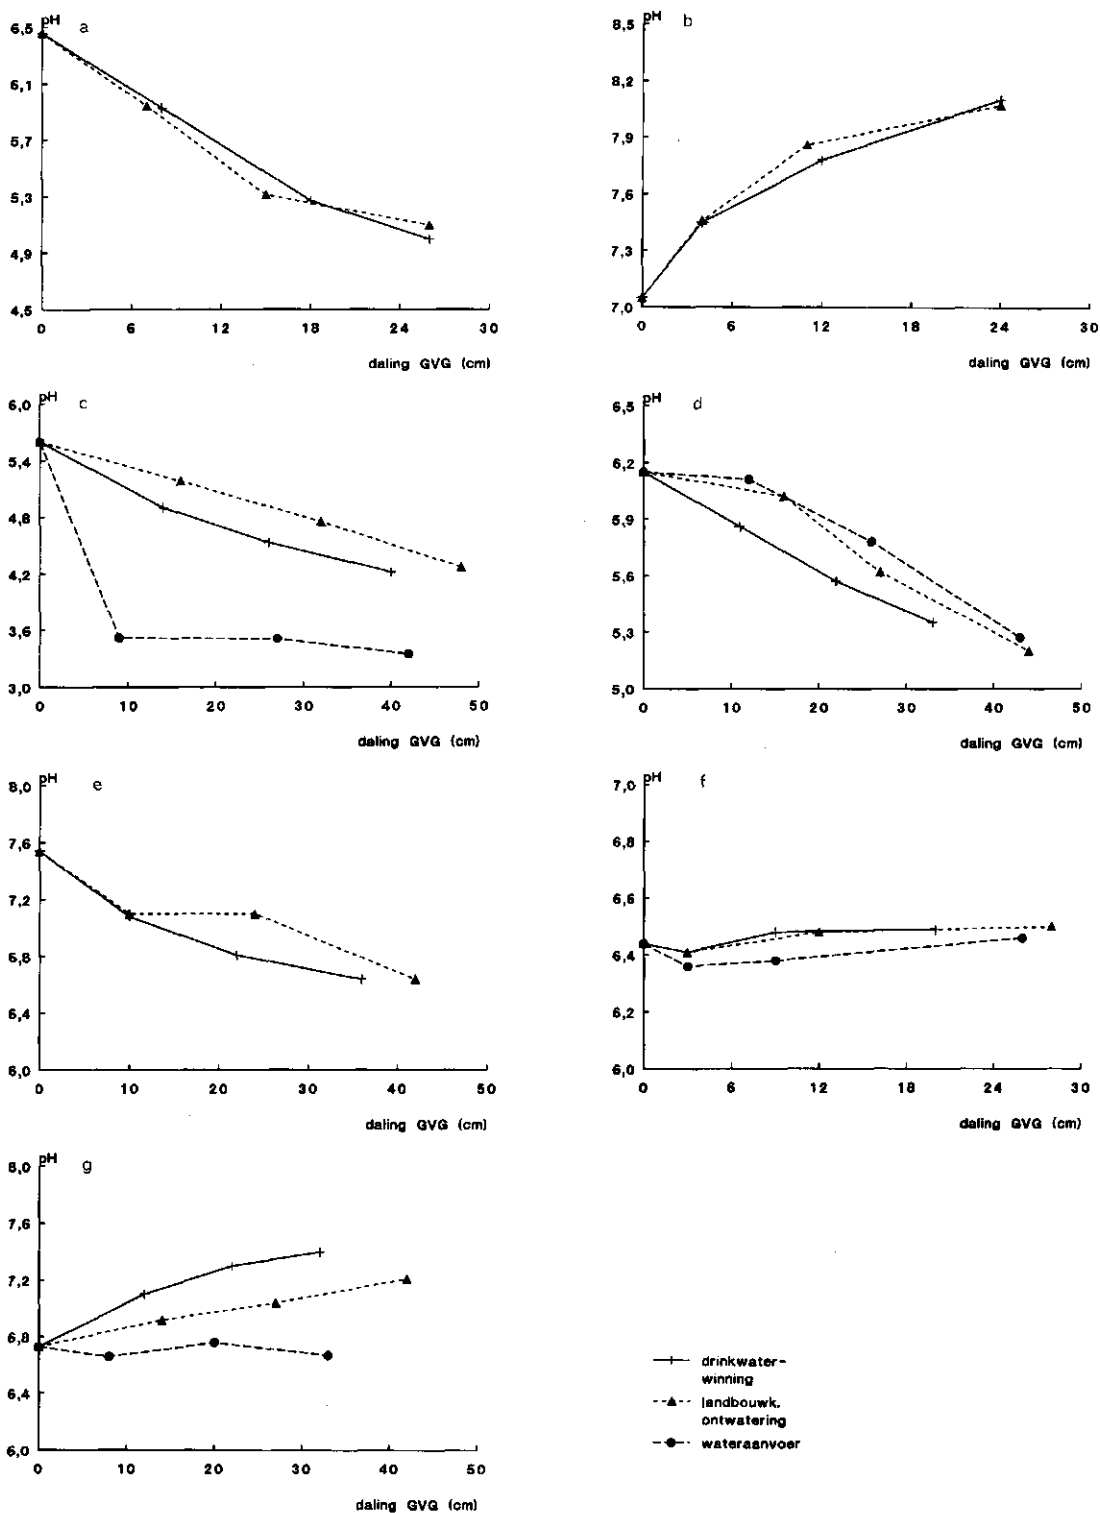 pH
a
6,5
6,1
5,7
5,3
4,9
4,5
0 6 12 18 24 30
daling GVG (cm)
pH
b
8,5
8,2
7,9
7,6
7,3
7,0
0 6 12 18 24 30
daling GVG (cm)
pH
c
6,0
5,4
4,8
4,2
3,6
3,0
0 10 20 30 40 50
daling GVG (cm)
pH
d
6,5
6,2
5,9
5,6
5,3
5,0
0 10 20 30 40 50
daling GVG (cm)
pH
e
8,0
7,6
7,2
6,8
6,4
6,0
0 10 20 30 40 50
daling GVG (cm)
pH
f
7,0
6,8
6,6
6,4
6,2
6,0
0 6 12 18 24 30
daling GVG (cm)
pH
g
8,0
7,6
7,2
6,8
6,4
6,0
0 10 20 30 40 50
daling GVG (cm)
drinkwater-
winning
landbouwk.
ontwatering
wateraanvoer